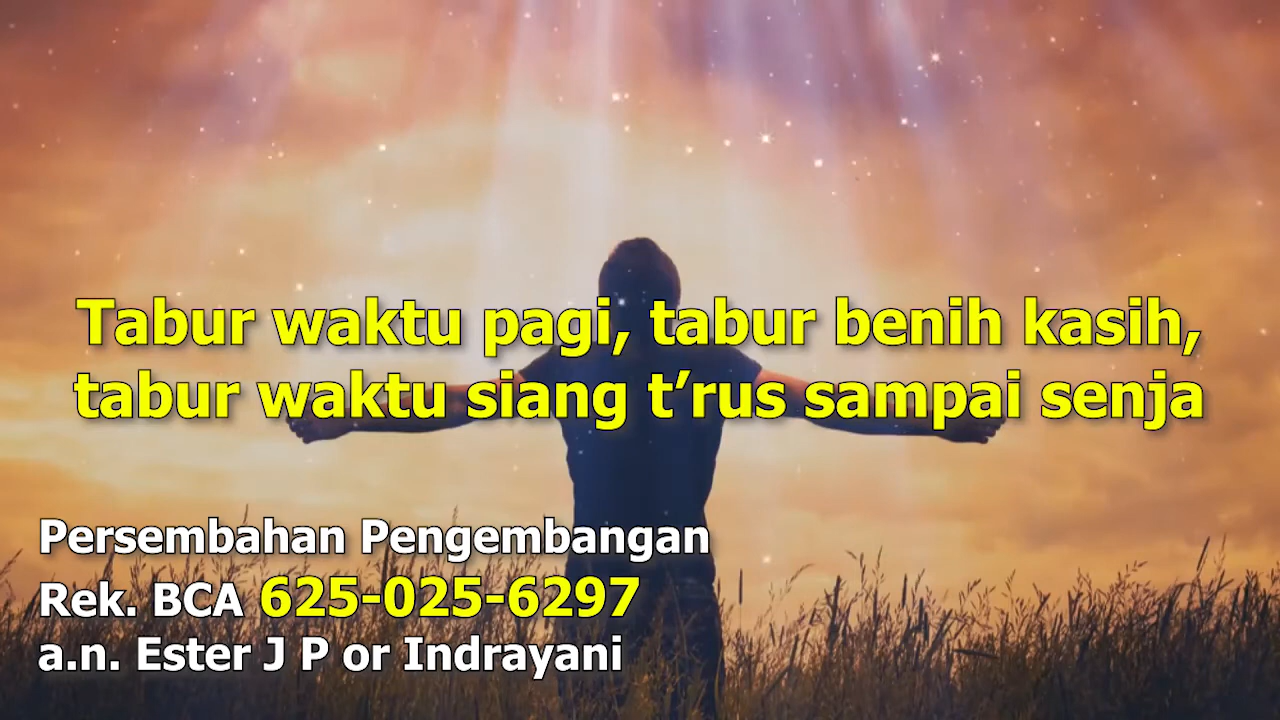 Tabur waktu pagi, tabur benih kasih,
tabur waktu siang t’rus sampai senja
Persembahan Pengembangan
Rek. BCA 625-025-6297
a.n. Ester J P or Indrayani